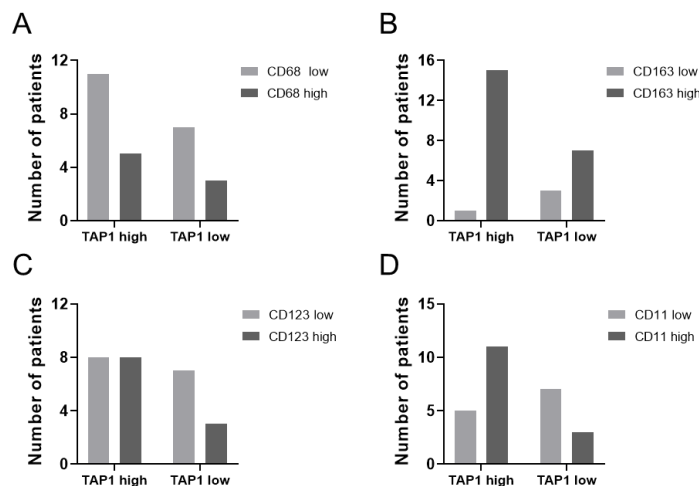 A
Number of patients
12
8
4
0
TAP1 high
TAP1 low
CD68 low
CD68 high
B
Number of patients
16
12
8
4
0
TAP1 high
TAP1 low
CD163 low
CD163 high
C
Number of patients
12
8
4
0
TAP1 high
TAP1 low
CD123 low
CD123 high
D
Number of patients
15
10
5
0
TAP1 high
TAP1 low
CD11 low
CD11 high